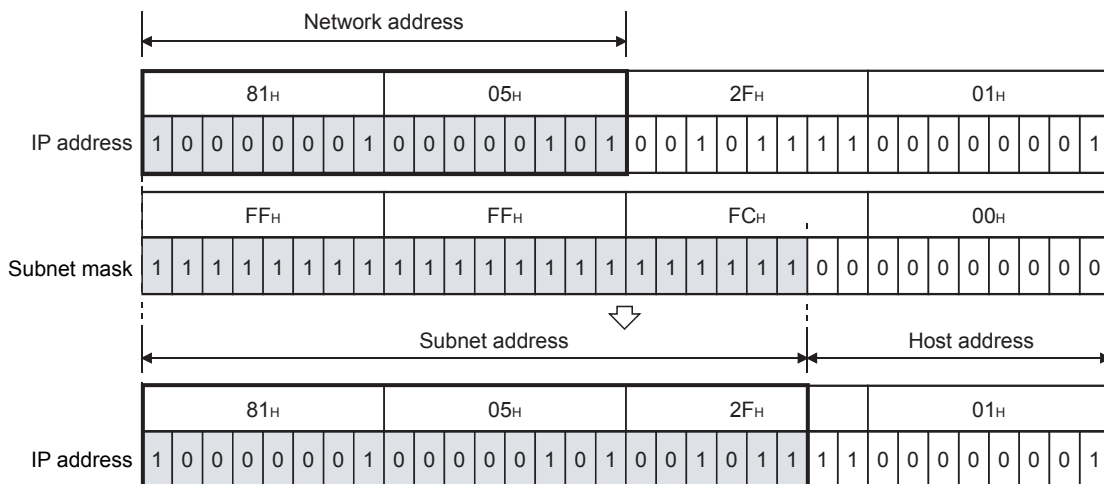 Network address
81H 05H 2FH 01H
IP address 1 0 0 0 0 0 0 1 0 0 0 0 0 1 0 1 0 0 1 0 1 1 1 1 0 0 0 0 0 0 0 1
FFH FFH FCH 00H
Subnet mask 1 1 1 1 1 1 1 1 1 1 1 1 1 1 1 1 1 1 1 1 1 1 0 0 0 0 0 0 0 0 0 0
Subnet address Host address
81H 05H 2FH 01H
IP address 1 0 0 0 0 0 0 1 0 0 0 0 0 1 0 1 0 0 1 0 1 1 1 1 0 0 0 0 0 0 0 1